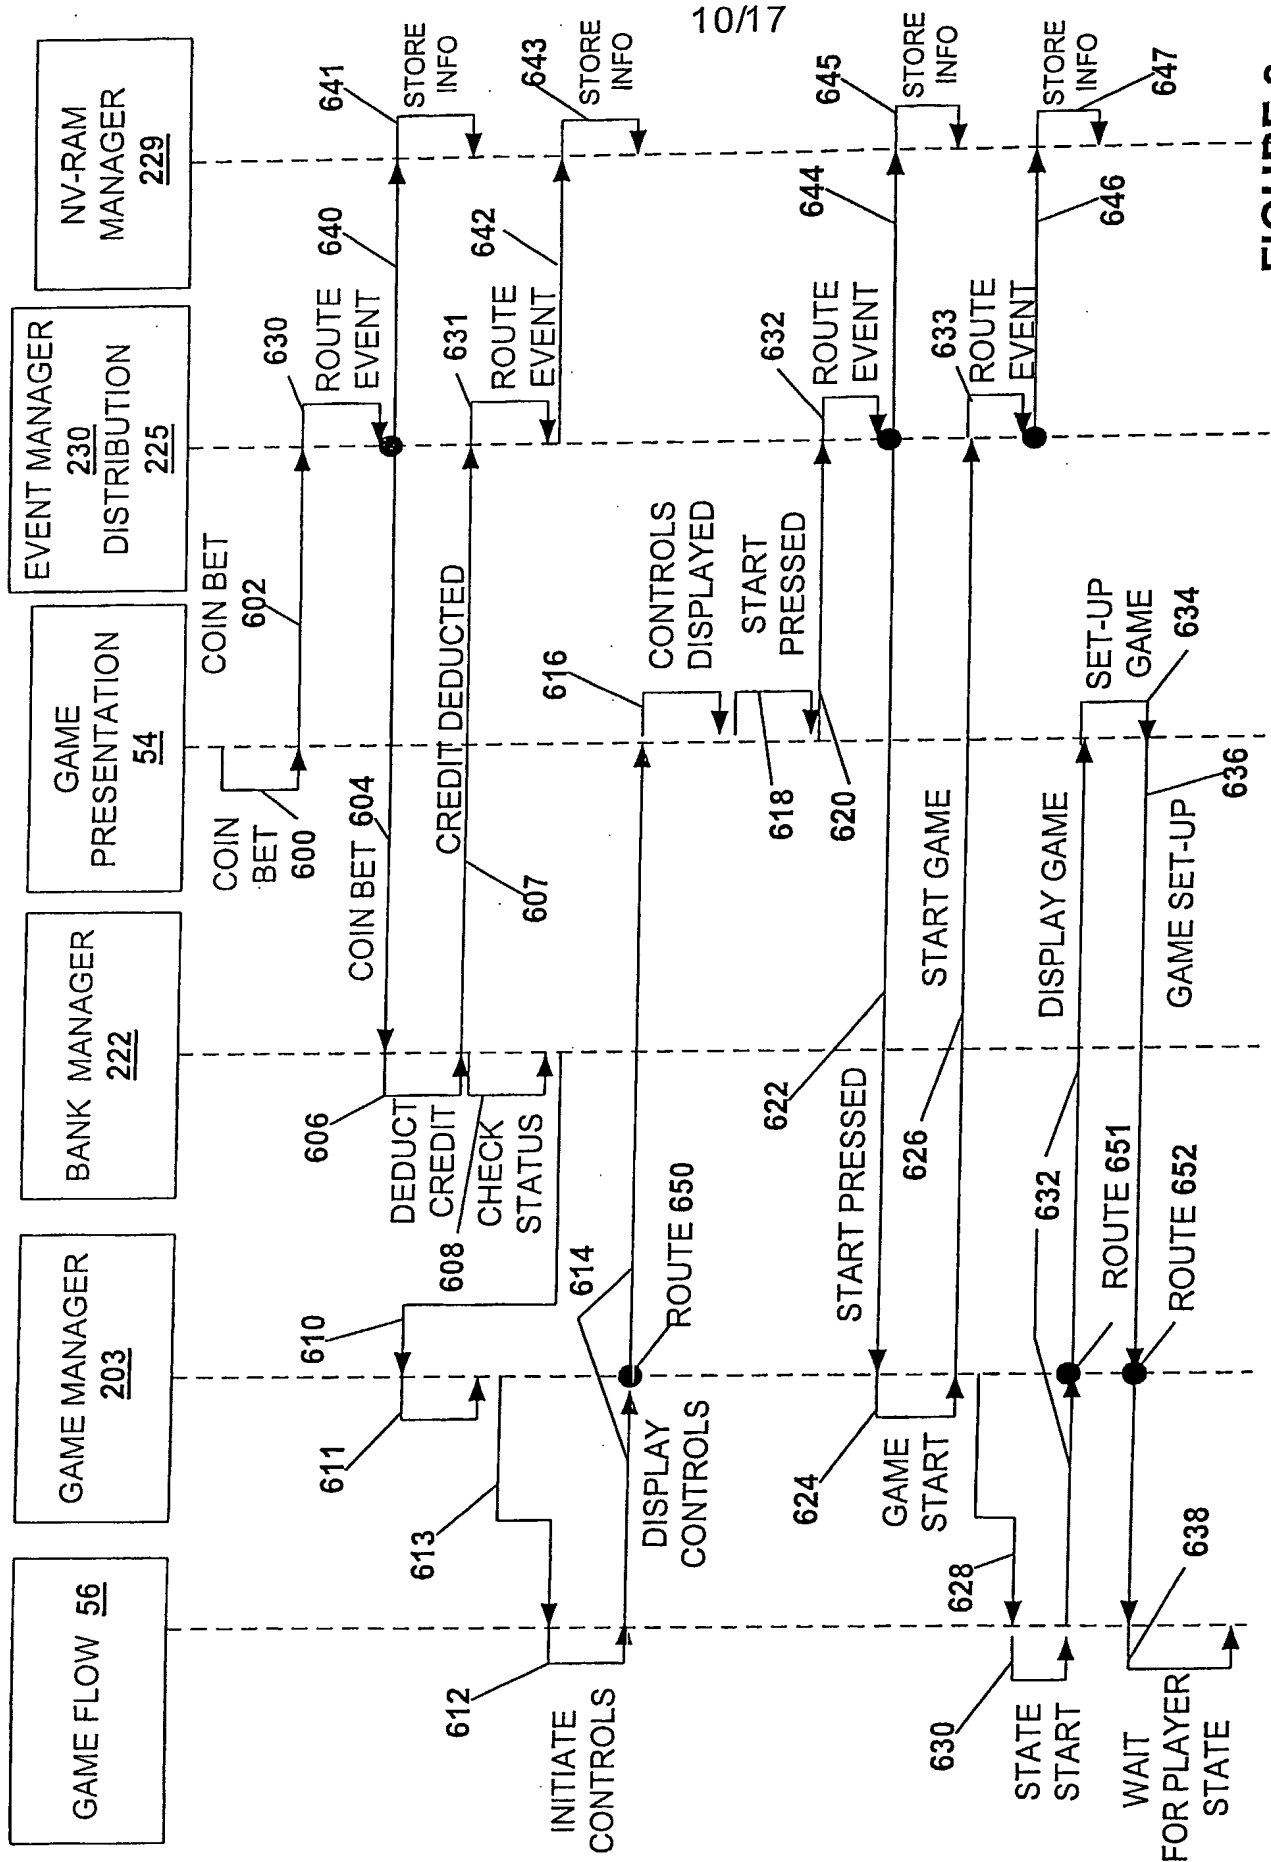 10/17
GAME FLOW 56
GAME MANAGER
203
BANK MANAGER
222
GAME
PRESENTATION
54
EVENT MANAGER
230
DISTRIBUTION
225
NV-RAM
MANAGER
229
COIN
BET
600
COIN BET
602
630
ROUTE
EVENT
640
641
STORE
INFO
COIN BET 604
606
DEDUCT
CREDIT
CREDIT DEDUCTED
607
631
ROUTE
EVENT
642
643
STORE
INFO
608
CHECK
STATUS
610
611
613
612
INITIATE
CONTROLS
614
DISPLAY
CONTROLS
ROUTE 650
616
CONTROLS
DISPLAYED
618
START
PRESSED
620
632
ROUTE
EVENT
644
645
STORE
INFO
622
START PRESSED
624
GAME
START
626
START GAME
633
ROUTE
EVENT
646
647
STORE
INFO
628
630
STATE
START
632
DISPLAY GAME
ROUTE 651
SET-UP
GAME
634
636
GAME SET-UP
ROUTE 652
638
WAIT
FOR PLAYER
STATE